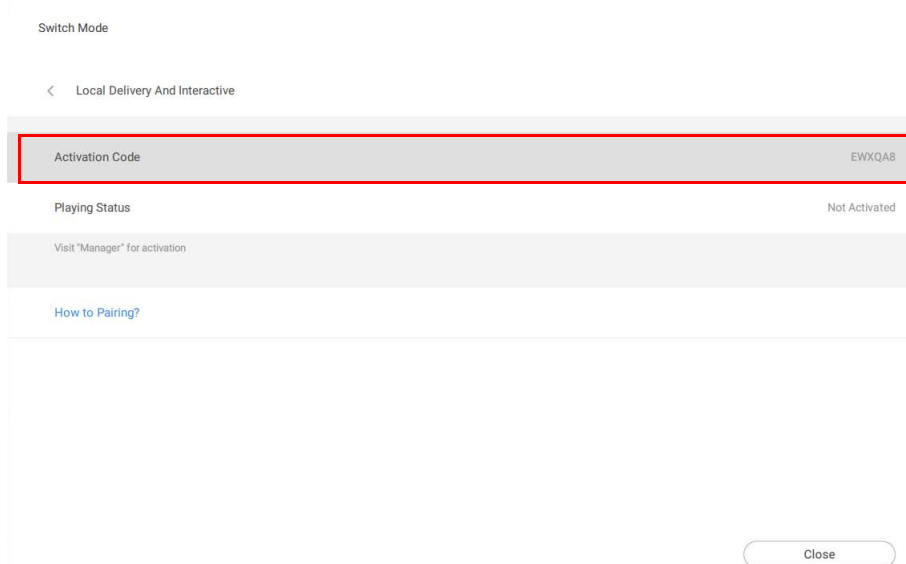 Switch Mode
Local Delivery And Interactive
Activation Code EWXQA8
Playing Status Not Activated
Visit "Manager" for activation
How to Pairing?
Close